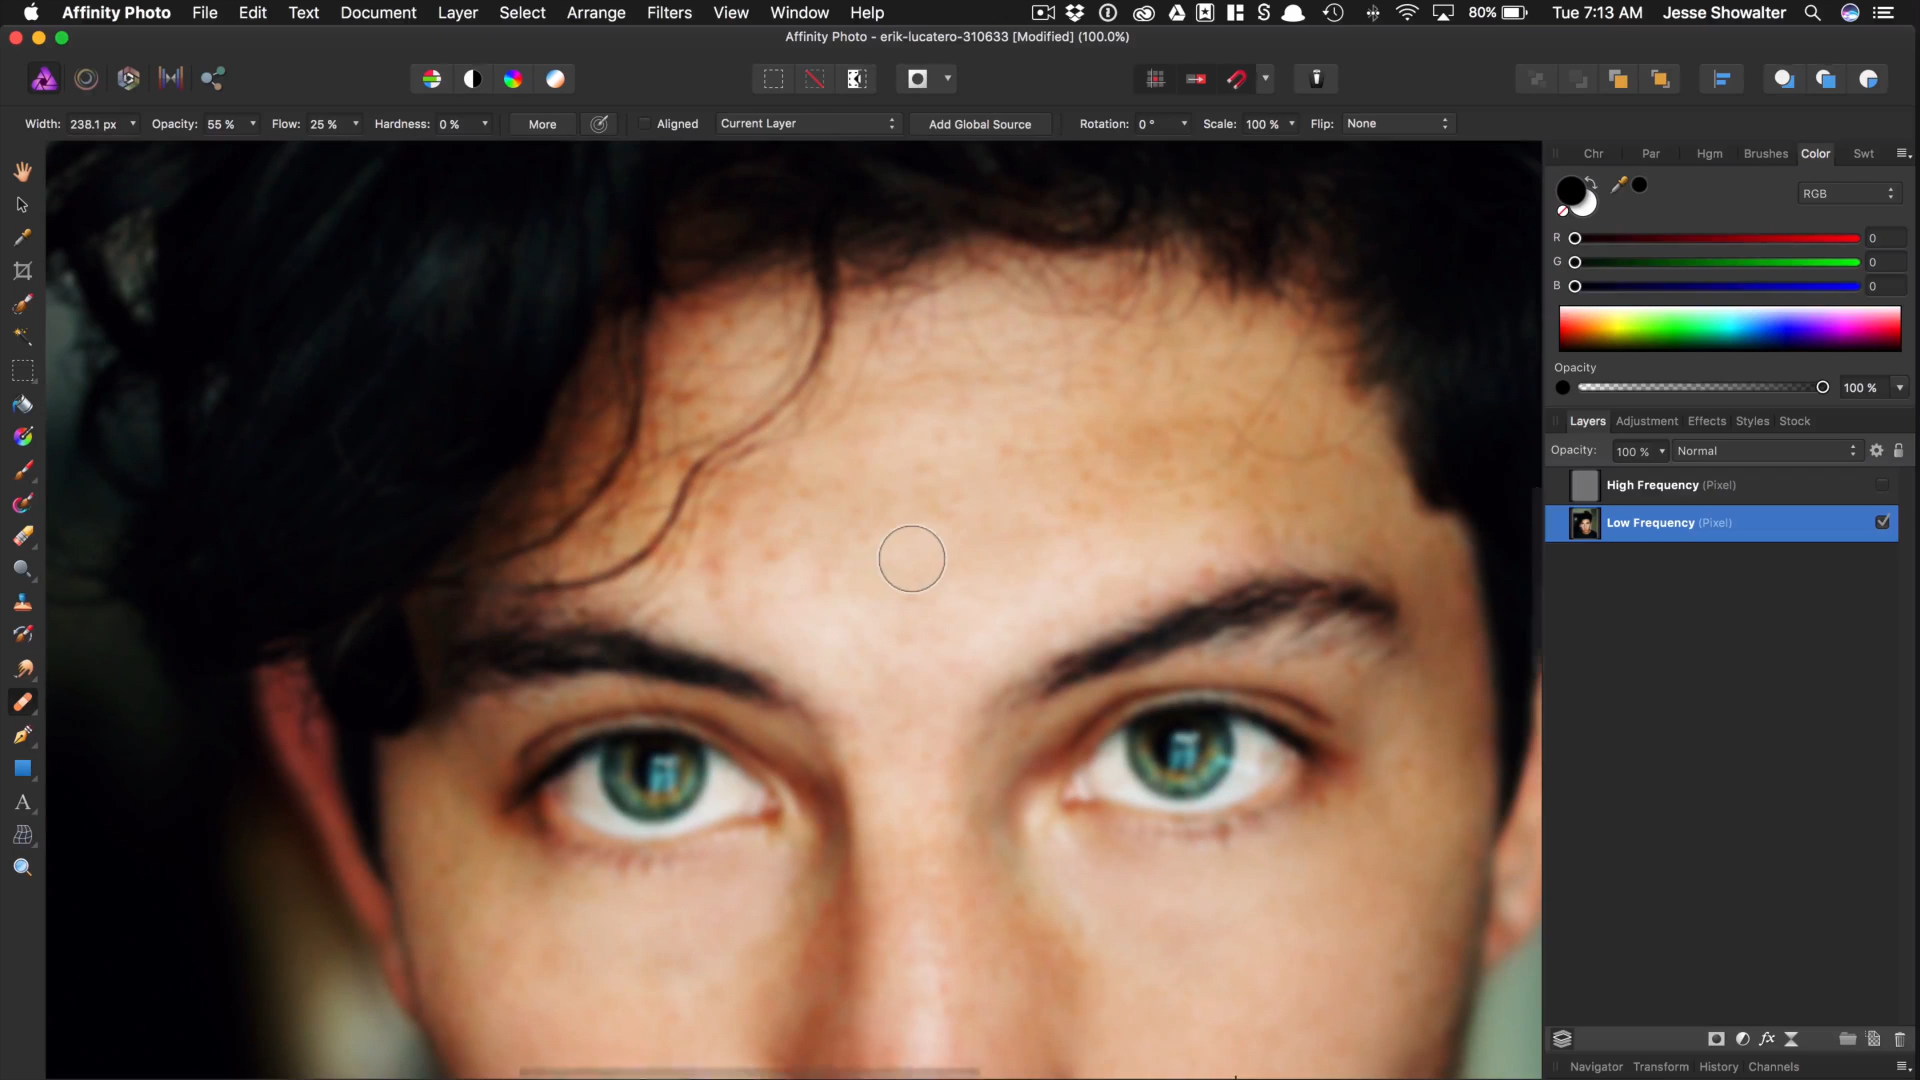 Affinity Photo File Edit Text Document Layer Select Arrange Filters View Window Help 80% Tue 7:13 AM Jesse Showalter
Affinity Photo - erik-lucatero-310633 [Modified] (100.0%)
Width: 238.1 px Opacity: 55 % Flow: 25 % Hardness: 0 % More Aligned Current Layer Add Global Source Rotation: 0 ° Scale: 100 % Flip: None
Chr Par Hgm Brushes Color Swt
RGB
R 0
G 0
B 0
Opacity
100 %
Layers Adjustment Effects Styles Stock
Opacity: 100 % Normal
High Frequency (Pixel)
Low Frequency (Pixel)
Navigator Transform History Channels